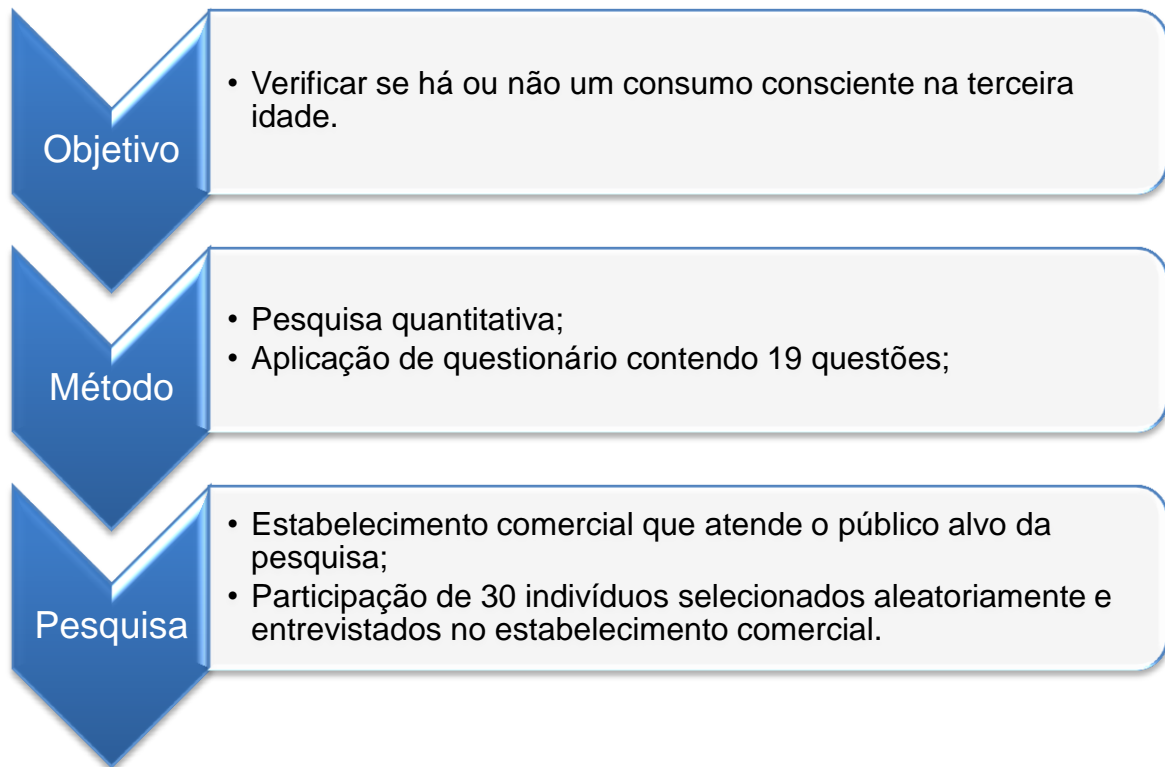 Objetivo
• Verificar se há ou não um consumo consciente na terceira
idade.
Método
• Pesquisa quantitativa;
• Aplicação de questionário contendo 19 questões;
Pesquisa
• Estabelecimento comercial que atende o público alvo da
pesquisa;
• Participação de 30 indivíduos selecionados aleatoriamente e
entrevistados no estabelecimento comercial.